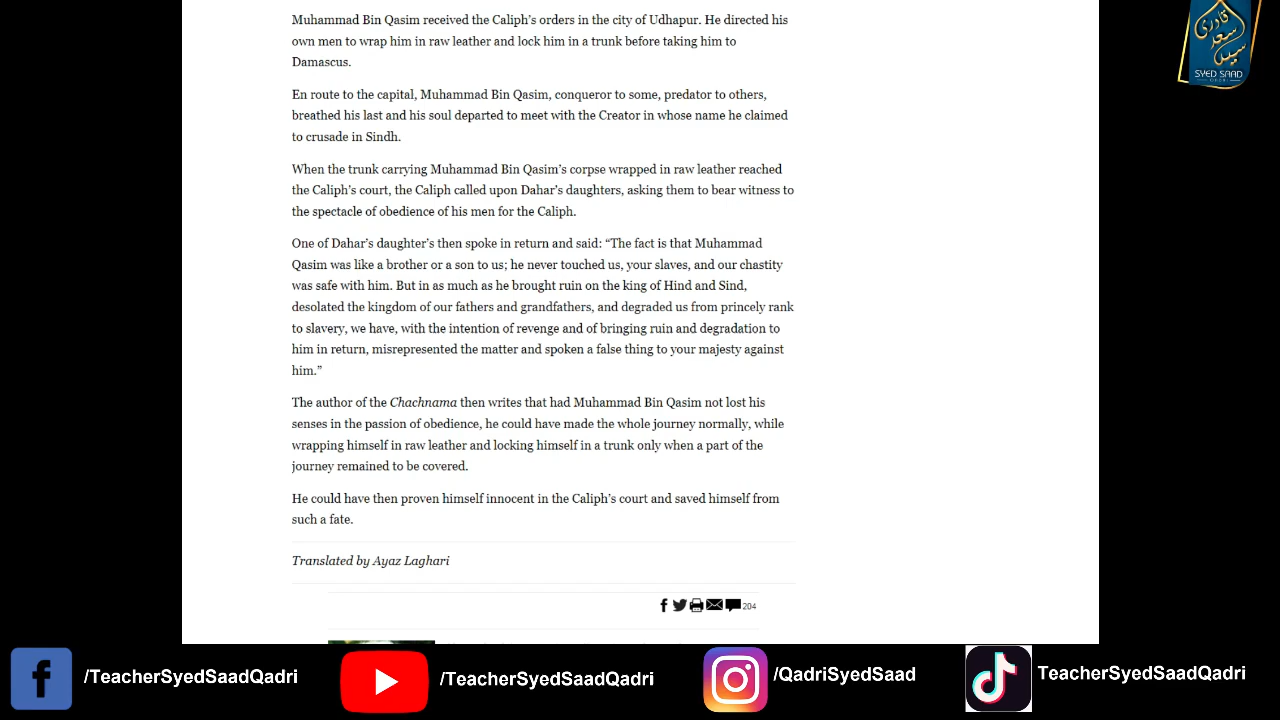 Muhammad Bin Qasim received the Caliph’s orders in the city of Udhapur. He directed his
own men to wrap him in raw leather and lock him in a trunk before taking him to
Damascus.
En route to the capital, Muhammad Bin Qasim, conqueror to some, predator to others,
breathed his last and his soul departed to meet with the Creator in whose name he claimed
to crusade in Sindh.
When the trunk carrying Muhammad Bin Qasim’s corpse wrapped in raw leather reached
the Caliph’s court, the Caliph called upon Dahar’s daughters, asking them to bear witness to
the spectacle of obedience of his men for the Caliph.
One of Dahar’s daughter’s then spoke in return and said: “The fact is that Muhammad
Qasim was like a brother or a son to us; he never touched us, your slaves, and our chastity
was safe with him. But in as much as he brought ruin on the king of Hind and Sind,
desolated the kingdom of our fathers and grandfathers, and degraded us from princely rank
to slavery, we have, with the intention of revenge and of bringing ruin and degradation to
him in return, misrepresented the matter and spoken a false thing to your majesty against
him.”
The author of the Chachnama then writes that had Muhammad Bin Qasim not lost his
senses in the passion of obedience, he could have made the whole journey normally, while
wrapping himself in raw leather and locking himself in a trunk only when a part of the
journey remained to be covered.
He could have then proven himself innocent in the Caliph’s court and saved himself from
such a fate.
Translated by Ayaz Laghari
204
قادری
سعد
سید
SYED SAAD
/TeacherSyedSaadQadri
/TeacherSyedSaadQadri
/QadriSyedSaad
TeacherSyedSaadQadri